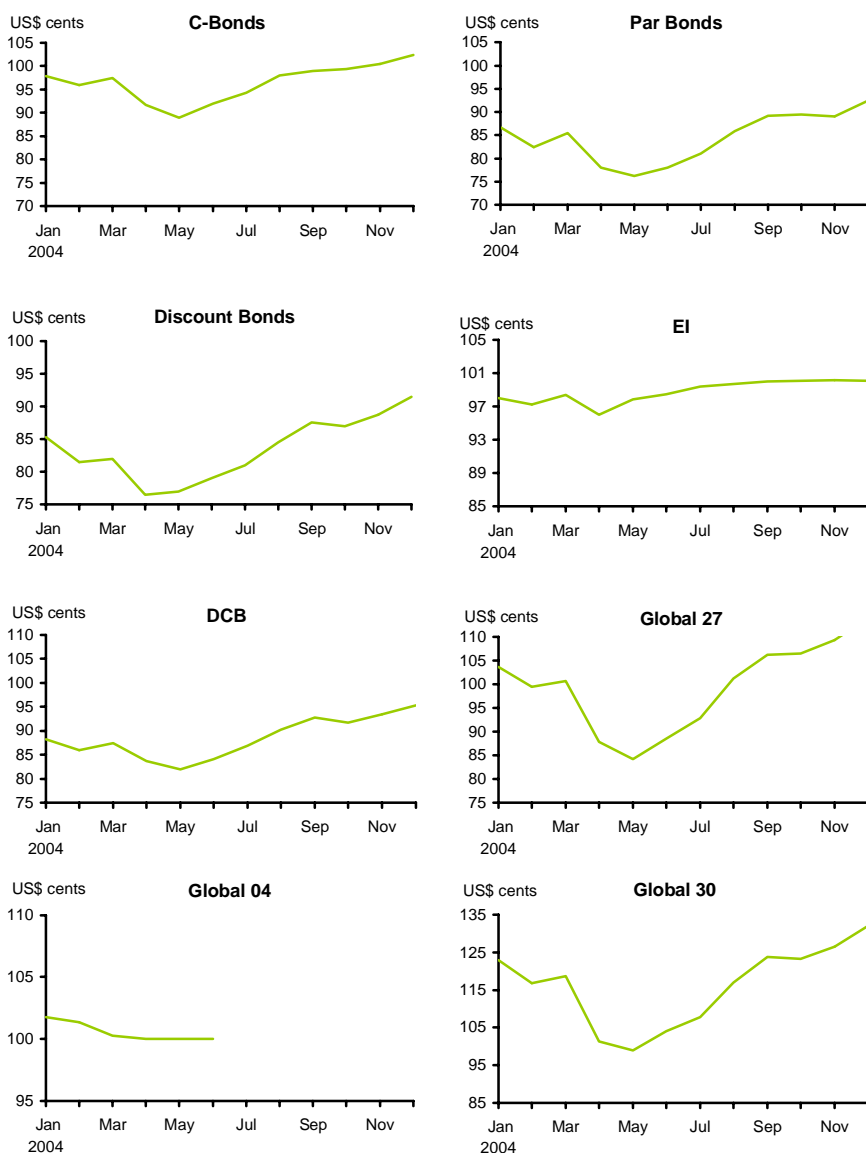 US$ cents
C-Bonds
105
100
95
90
85
80
75
70
Jan Mar May Jul Sep Nov
2004
US$ cents
Par Bonds
105
100
95
90
85
80
75
70
Jan Mar May Jul Sep Nov
2004
US$ cents
Discount Bonds
100
95
90
85
80
75
Jan Mar May Jul Sep Nov
2004
US$ cents
EI
105
101
97
93
89
85
Jan Mar May Jul Sep Nov
2004
US$ cents
DCB
110
105
100
95
90
85
80
75
Jan Mar May Jul Sep Nov
2004
US$ cents
Global 27
110
105
100
95
90
85
80
75
Jan Mar May Jul Sep Nov
2004
US$ cents
Global 04
110
105
100
95
Jan Mar May Jul Sep Nov
2004
US$ cents
Global 30
135
125
115
105
95
85
Jan Mar May Jul Sep Nov
2004